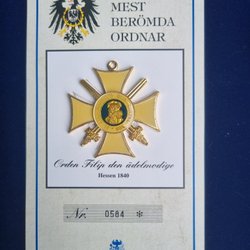 MEST
BERÖMDA
ORDNAR
Orden Filip den ädelmodige
Hessen 1840
Nr. 0584 *